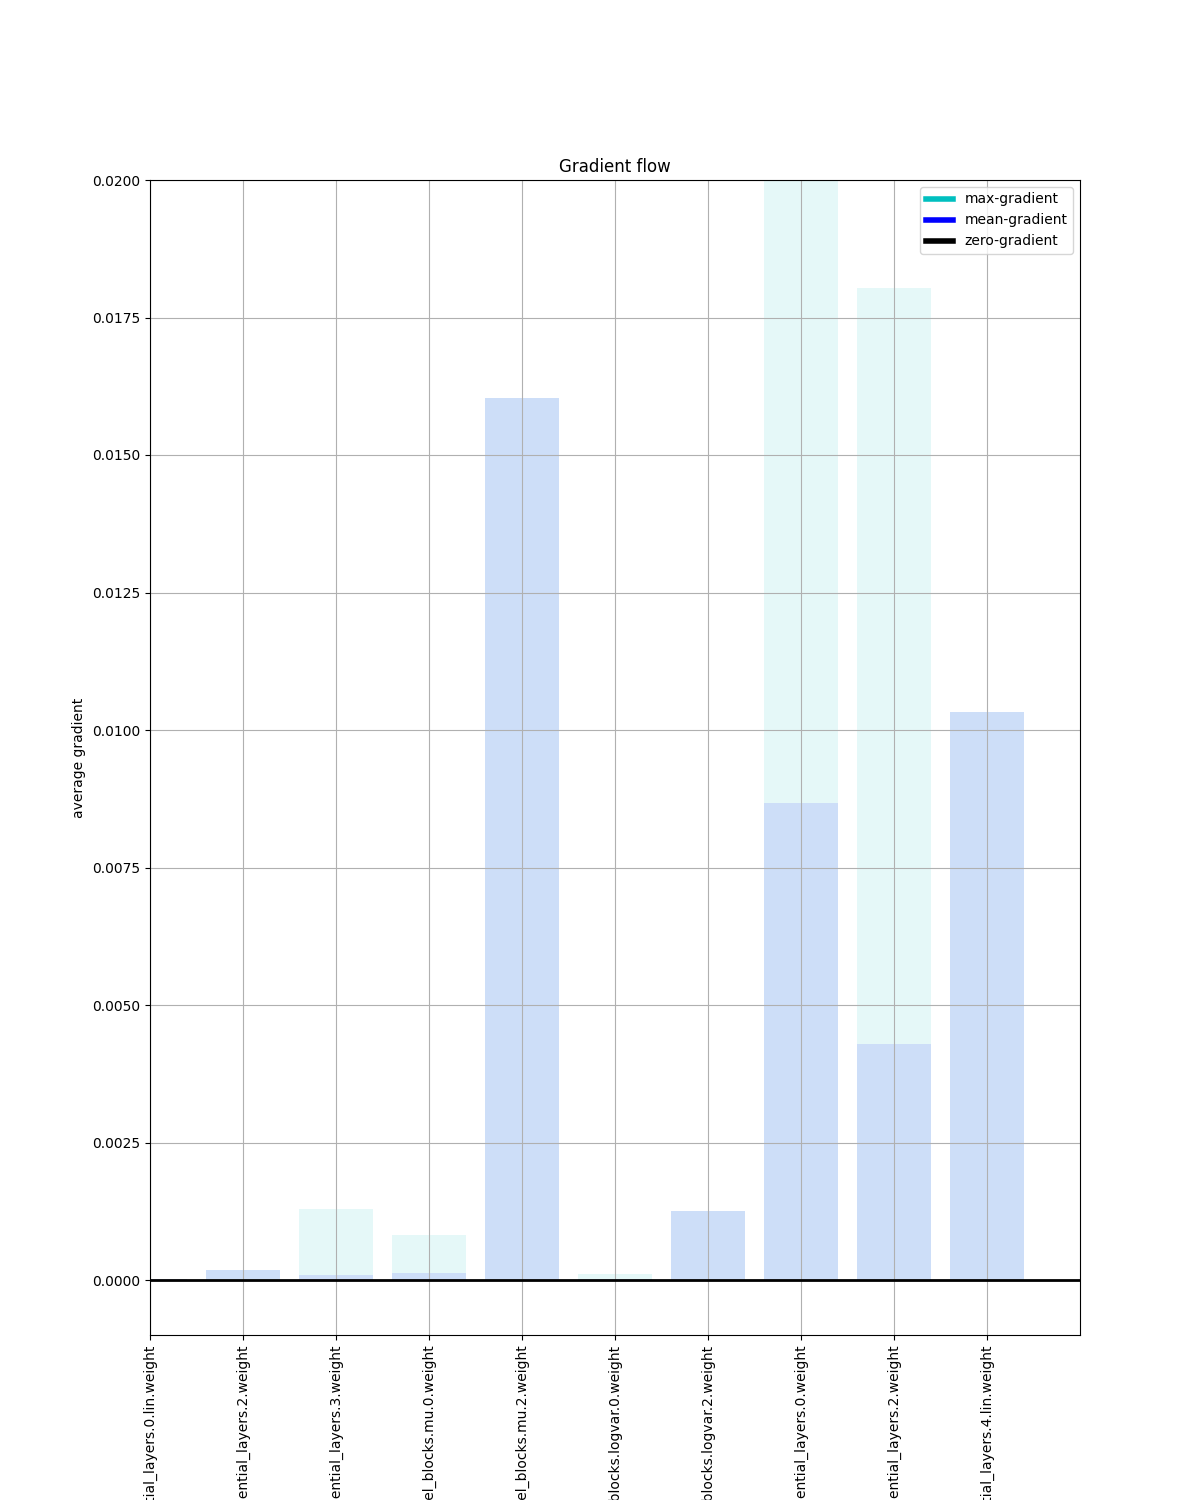 Gradient flow
max-gradient
mean-gradient
zero-gradient
0.0200
0.0175
0.0150
0.0125
0.0100
0.0075
0.0050
0.0025
0.0000
average gradient
tial_layers.0.lin.weight
ential_layers.2.weight
ential_layers.3.weight
el_blocks.mu.0.weight
el_blocks.mu.2.weight
blocks.logvar.0.weight
blocks.logvar.2.weight
ential_layers.0.weight
ential_layers.2.weight
tial_layers.4.lin.weight